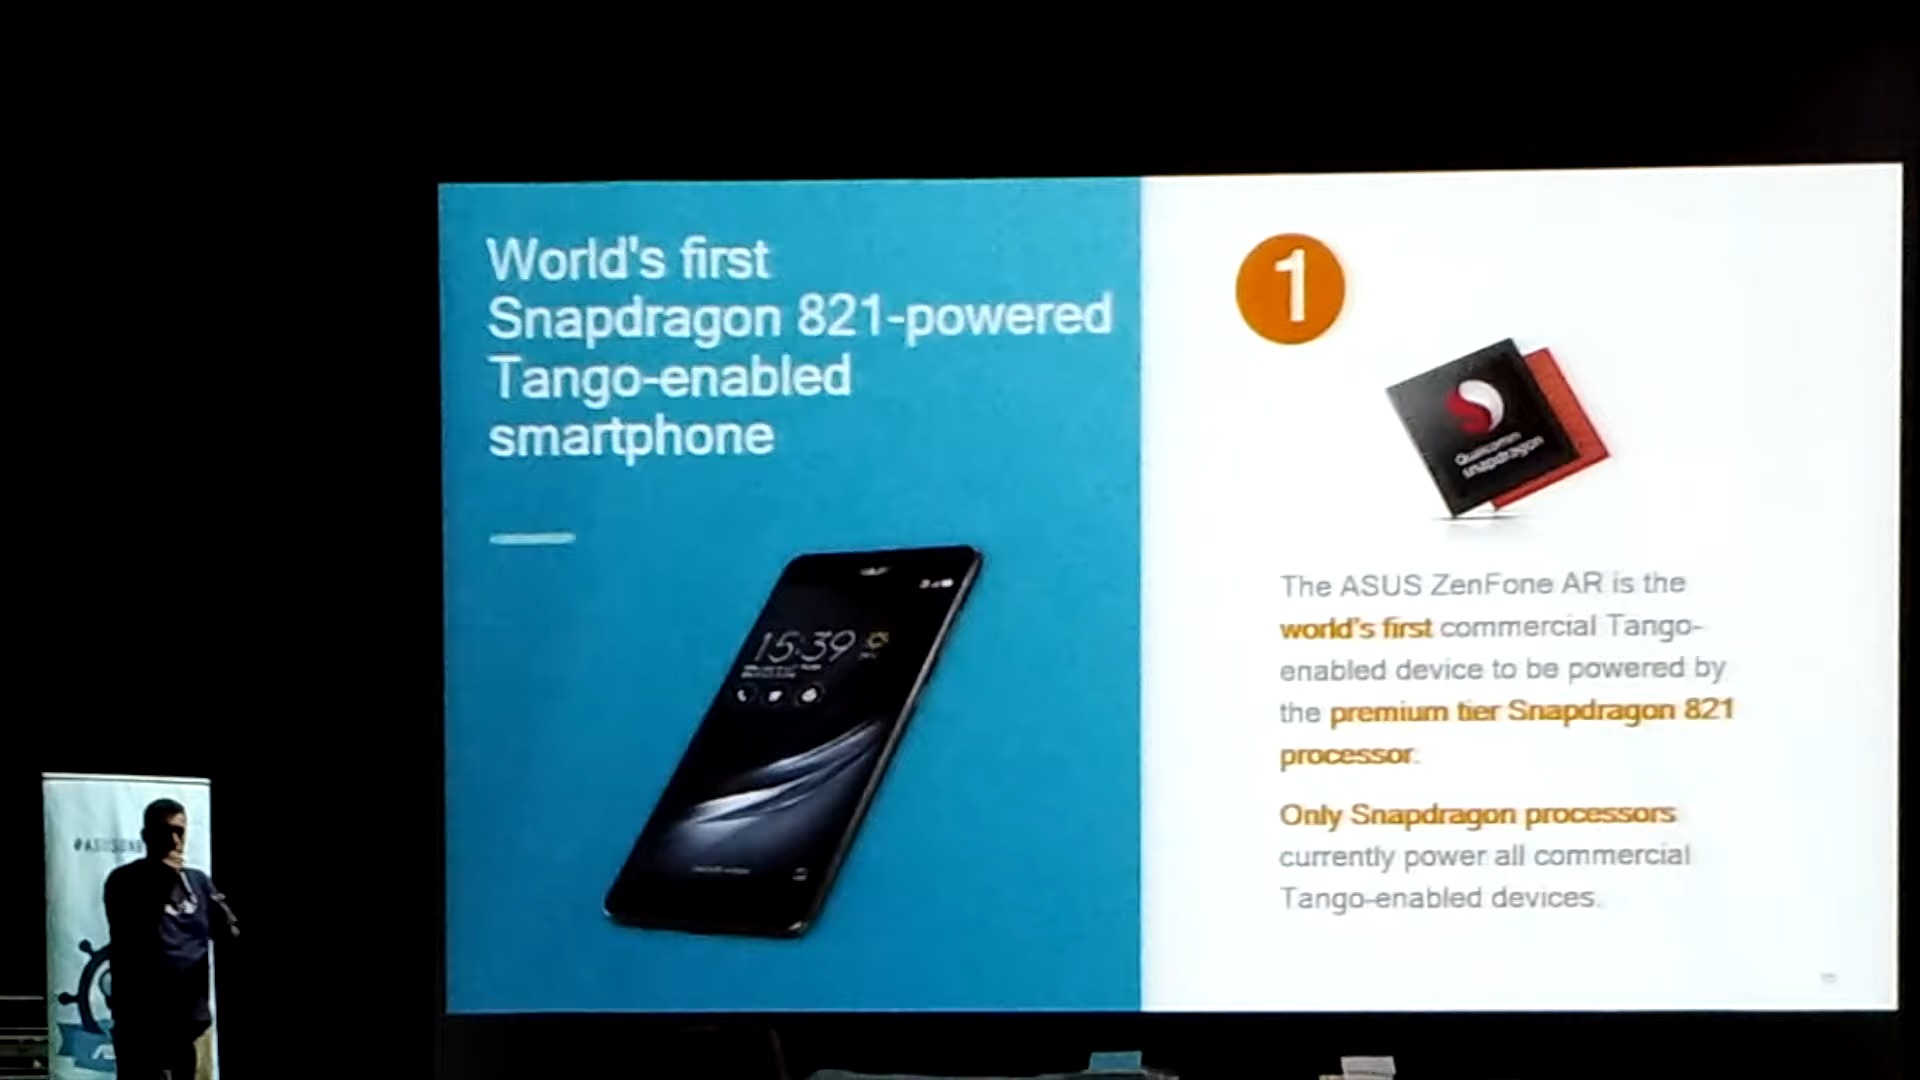 World's first
Snapdragon 821-powered
Tango-enabled
smartphone
15:39
1
Qualcomm
snapdragon
The ASUS ZenFone AR is the
world's first commercial Tango-
enabled device to be powered by
the premium tier Snapdragon 821
processor.
Only Snapdragon processors
currently power all commercial
Tango-enabled devices.